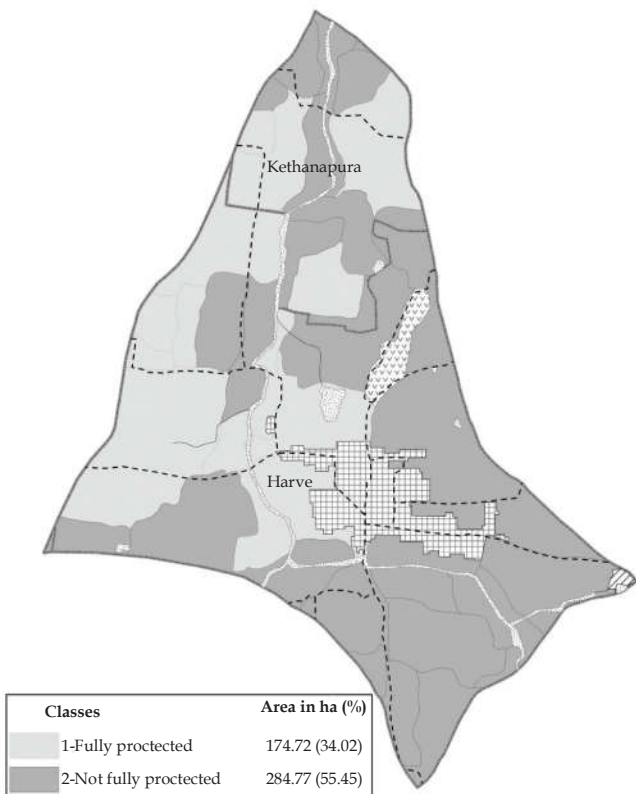 Kethanapura
Harve
Classes Area in ha (%)
1-Fully proctected 174.72 (34.02)
2-Not fully proctected 284.77 (55.45)